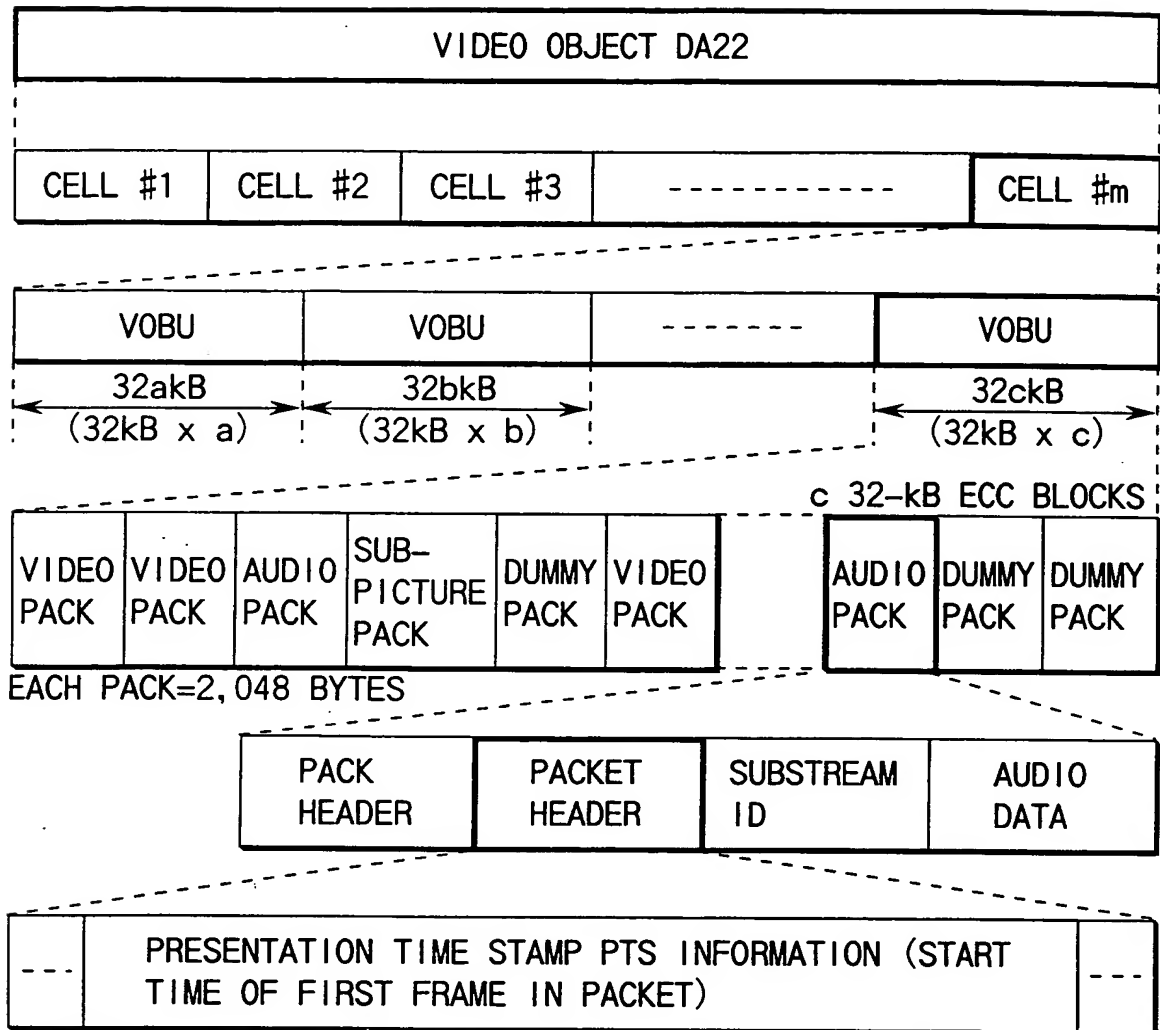 VIDEO OBJECT DA22
CELL #1 CELL #2 CELL #3 ----------- CELL #m
VOBU VOBU ------- VOBU
32akB 32bkB 32ckB
(32kB x a) (32kB x b) (32kB x c)
c 32-kB ECC BLOCKS
VIDEO PACK
VIDEO PACK
AUDIO PACK
SUB-PICTURE PACK
DUMMY PACK
VIDEO PACK
AUDIO PACK
DUMMY PACK
DUMMY PACK
EACH PACK=2,048 BYTES
PACK HEADER
PACKET HEADER
SUBSTREAM ID
AUDIO DATA
--- PRESENTATION TIME STAMP PTS INFORMATION (START ---
TIME OF FIRST FRAME IN PACKET)